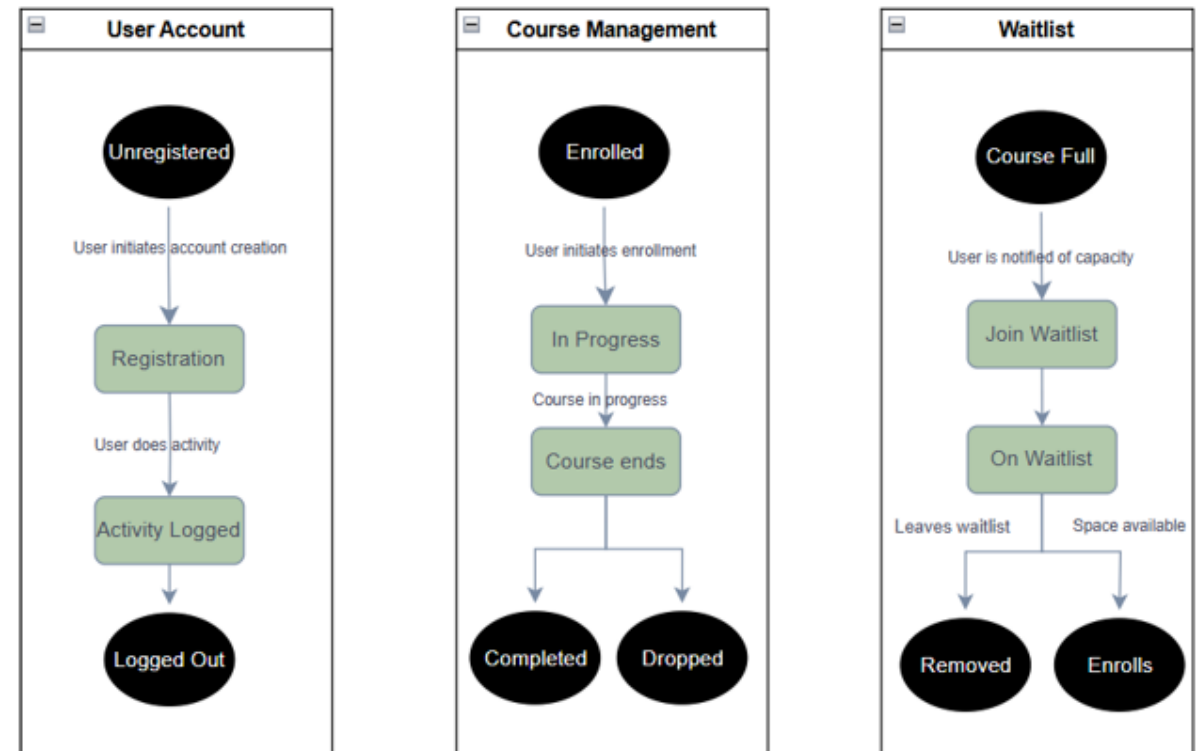 User Account
Unregistered
User initiates account creation
Registration
User does activity
Activity Logged
Logged Out
Course Management
Enrolled
User initiates enrollment
In Progress
Course in progress
Course ends
Completed
Dropped
Waitlist
Course Full
User is notified of capacity
Join Waitlist
On Waitlist
Leaves waitlist
Space available
Removed
Enrolls